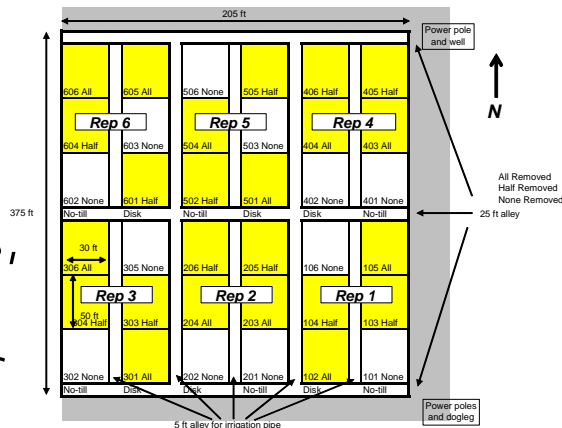 205 ft
Power pole
and well
606 All
605 All
506 None
505 Half
406 Half
405 Half
N
Rep 6
Rep 5
Rep 4
604 Half
603 None
504 All
503 None
404 All
403 All
All Removed
Half Removed
None Removed
602 None
601 Half
502 Half
501 All
402 None
401 None
375 ft
No-till
Disk
No-till
Disk
Disk
No-till
25 ft alley
30 ft
306 All
305 None
206 Half
205 Half
106 None
105 All
Rep 3
Rep 2
Rep 1
50 ft
304 Half
303 Half
204 All
203 All
104 Half
103 Half
302 None
301 All
202 None
201 None
102 All
101 None
No-till
Disk
Disk
No-till
Disk
No-till
Power poles
and dogleg
5 ft alley for irrigation pipe